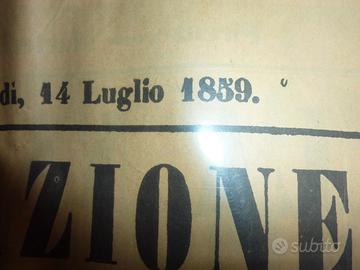 di, 14 Luglio 1859.
ZIONE
subito